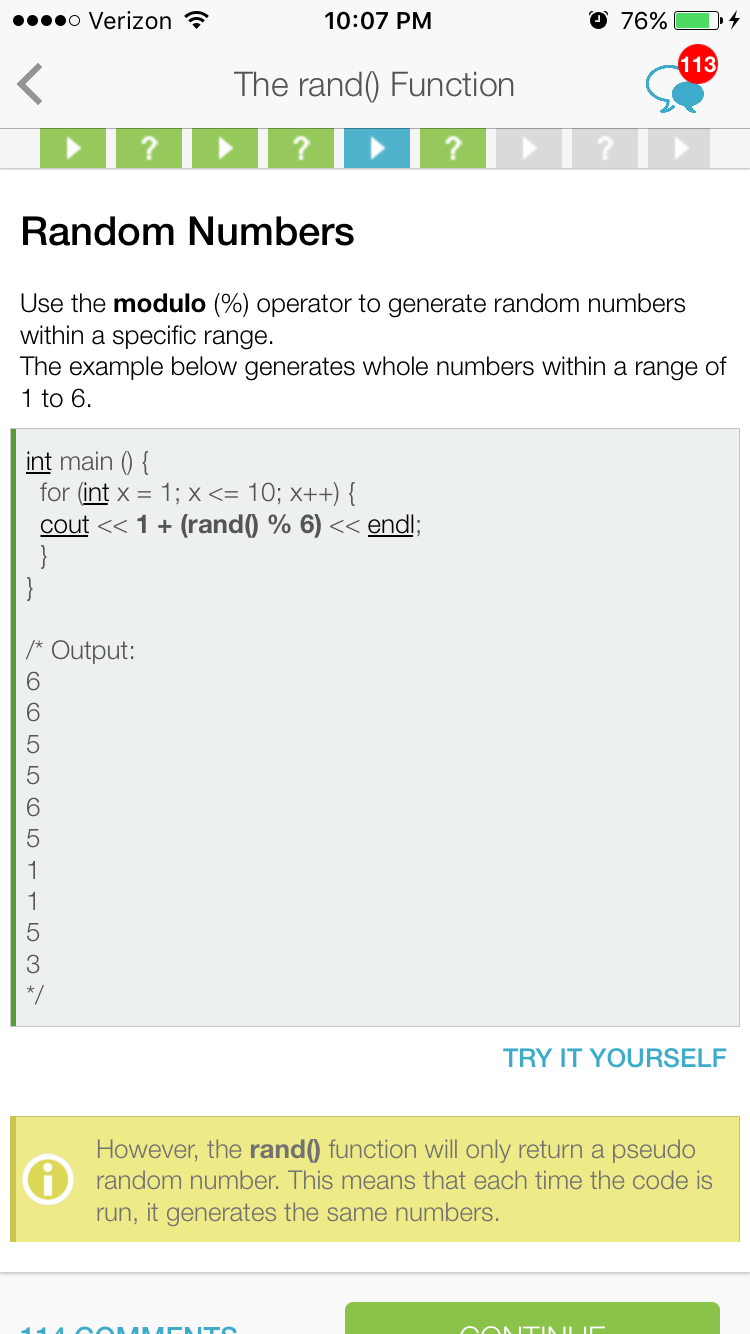 Verizon 10:07 PM 76%
The rand() Function 113
? ? ? ?
Random Numbers
Use the modulo (%) operator to generate random numbers
within a specific range.
The example below generates whole numbers within a range of
1 to 6.
int main () {
for (int x = 1; x <= 10; x++) {
cout << 1 + (rand() % 6) << endl;
}
}
/* Output:
6
6
5
5
6
5
1
1
5
3
*/
TRY IT YOURSELF
However, the rand() function will only return a pseudo
random number. This means that each time the code is
run, it generates the same numbers.
114 COMMENTS CONTINUE